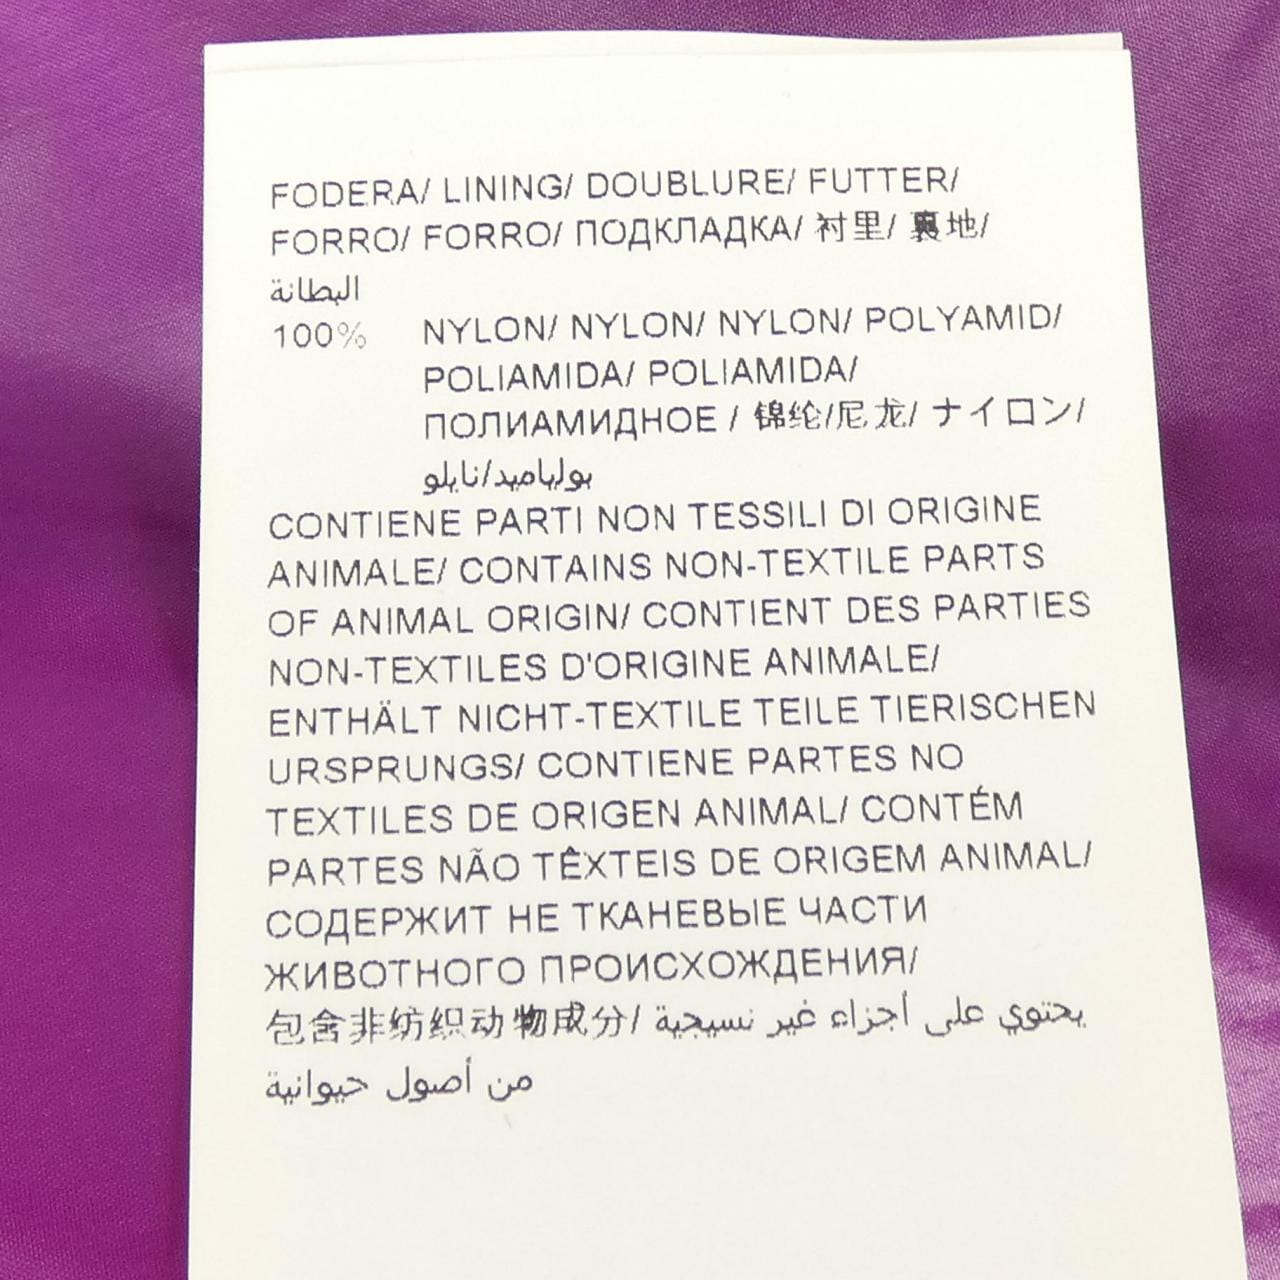 FODERA/ LINING/ DOUBLURE/ FUTTER/
FORRO/ FORRO/ ПОДКЛАДКА/ 衬里/ 裏地/
البطانة
100% NYLON/ NYLON/ NYLON/ POLYAMID/
POLIAMIDA/ POLIAMIDA/
ПОЛИАМИДНОЕ / 锦纶/尼龙/ ナイロン/
بولياميد/نايلو
CONTIENE PARTI NON TESSILI DI ORIGINE
ANIMALE/ CONTAINS NON-TEXTILE PARTS
OF ANIMAL ORIGIN/ CONTIENT DES PARTIES
NON-TEXTILES D'ORIGINE ANIMALE/
ENTHÄLT NICHT-TEXTILE TEILE TIERISCHEN
URSPRUNGS/ CONTIENE PARTES NO
TEXTILES DE ORIGEN ANIMAL/ CONTÉM
PARTES NÃO TÊXTEIS DE ORIGEM ANIMAL/
СОДЕРЖИТ НЕ ТКАНЕВЫЕ ЧАСТИ
ЖИВОТНОГО ПРОИСХОЖДЕНИЯ/
包含非纺织动物成分/ يحتوي على أجزاء غير نسيجية
من أصول حيوانية